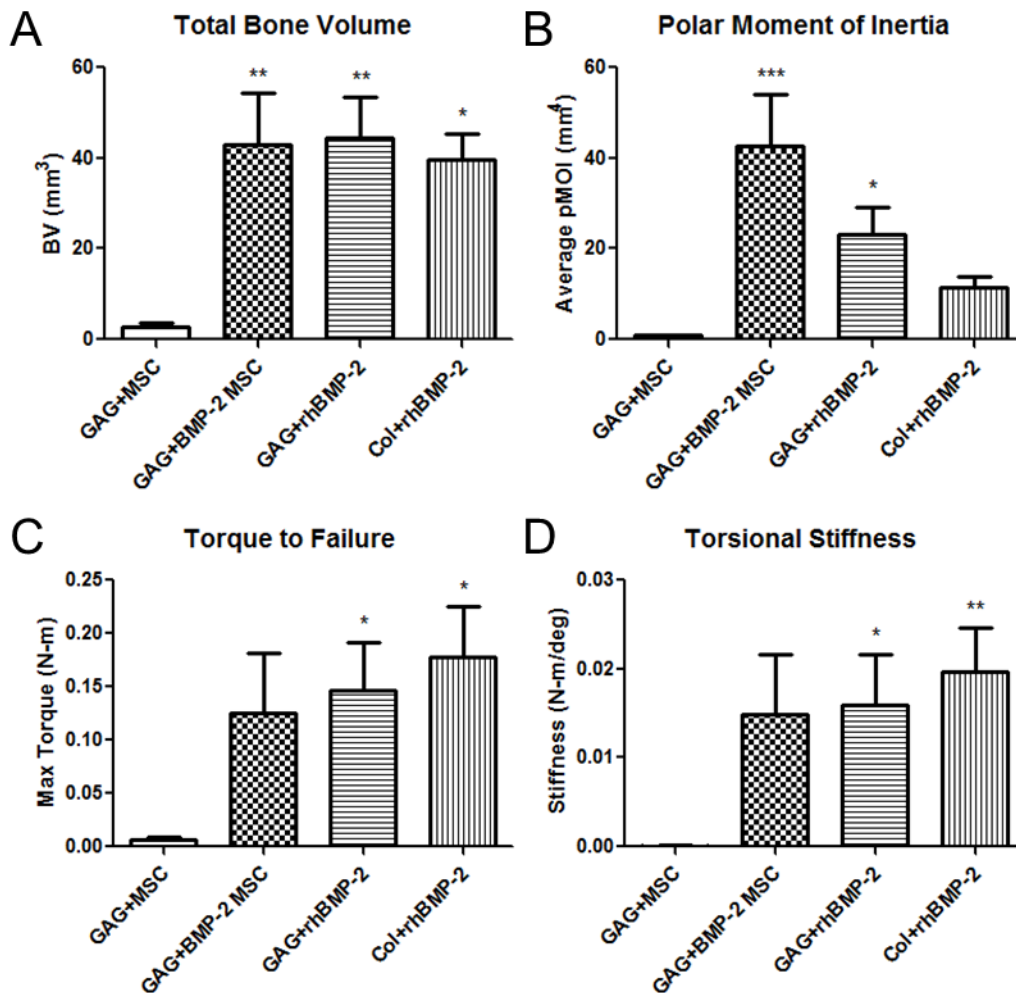 A
Total Bone Volume
BV (mm³)
60
40
20
0
**
**
*
GAG+MSC
GAG+BMP-2 MSC
GAG+rhBMP-2
Col+rhBMP-2
B
Polar Moment of Inertia
Average pMOI (mm⁴)
60
40
20
0
***
*
GAG+MSC
GAG+BMP-2 MSC
GAG+rhBMP-2
Col+rhBMP-2
C
Torque to Failure
Max Torque (N-m)
0.25
0.20
0.15
0.10
0.05
0.00
*
*
GAG+MSC
GAG+BMP-2 MSC
GAG+rhBMP-2
Col+rhBMP-2
D
Torsional Stiffness
Stiffness (N-m/deg)
0.03
0.02
0.01
0.00
*
**
GAG+MSC
GAG+BMP-2 MSC
GAG+rhBMP-2
Col+rhBMP-2